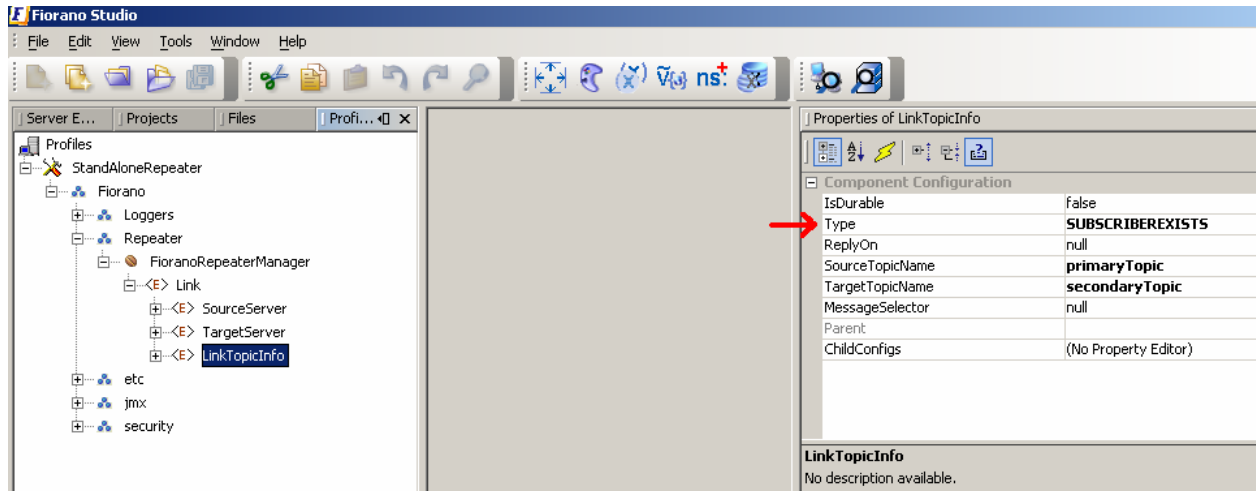 Fiorano Studio
File Edit View Tools Window Help
ns:
Server E... Projects Files Profi...
Properties of LinkTopicInfo
Profiles
StandAloneRepeater
Fiorano
Loggers
Repeater
FioranoRepeaterManager
<E> Link
<E> SourceServer
<E> TargetServer
<E> LinkTopicInfo
etc
jmx
security
Component Configuration
IsDurable false
Type SUBSCRIBEREXISTS
ReplyOn null
SourceTopicName primaryTopic
TargetTopicName secondaryTopic
MessageSelector null
Parent
ChildConfigs (No Property Editor)
LinkTopicInfo
No description available.